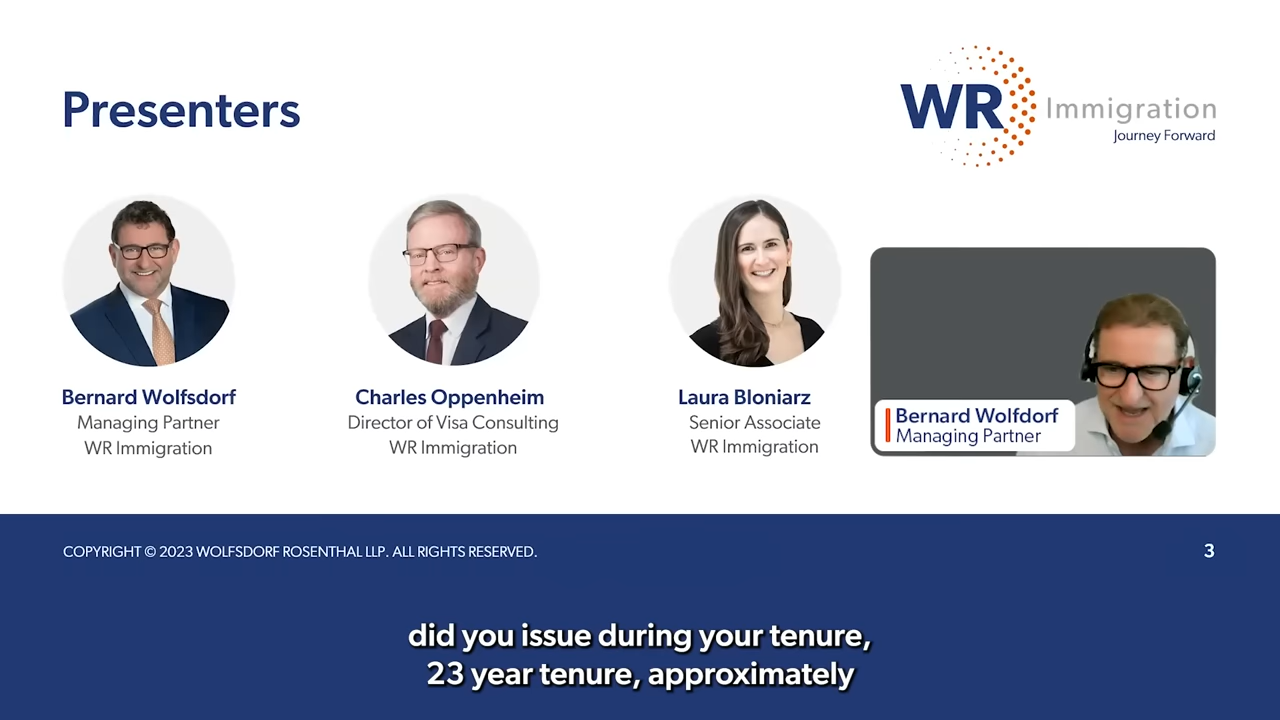 Presenters
WR Immigration
Journey Forward
Bernard Wolfsdorf
Managing Partner
WR Immigration
Charles Oppenheim
Director of Visa Consulting
WR Immigration
Laura Bloniarz
Senior Associate
WR Immigration
Bernard Wolfdorf
Managing Partner
COPYRIGHT © 2023 WOLFSDORF ROSENTHAL LLP. ALL RIGHTS RESERVED.
3
did you issue during your tenure,
23 year tenure, approximately